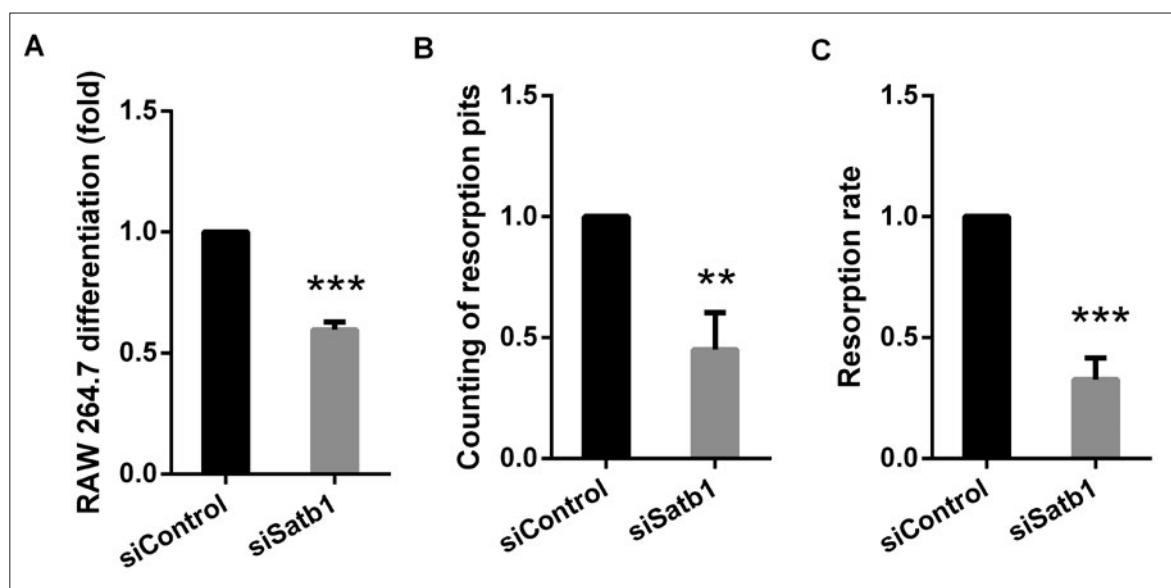 A
RAW 264.7 differentiation (fold)
1.5
1.0
0.5
0.0
***
siControl
siSatb1
B
Counting of resorption pits
1.5
1.0
0.5
0.0
**
siControl
siSatb1
C
Resorption rate
1.5
1.0
0.5
0.0
***
siControl
siSatb1